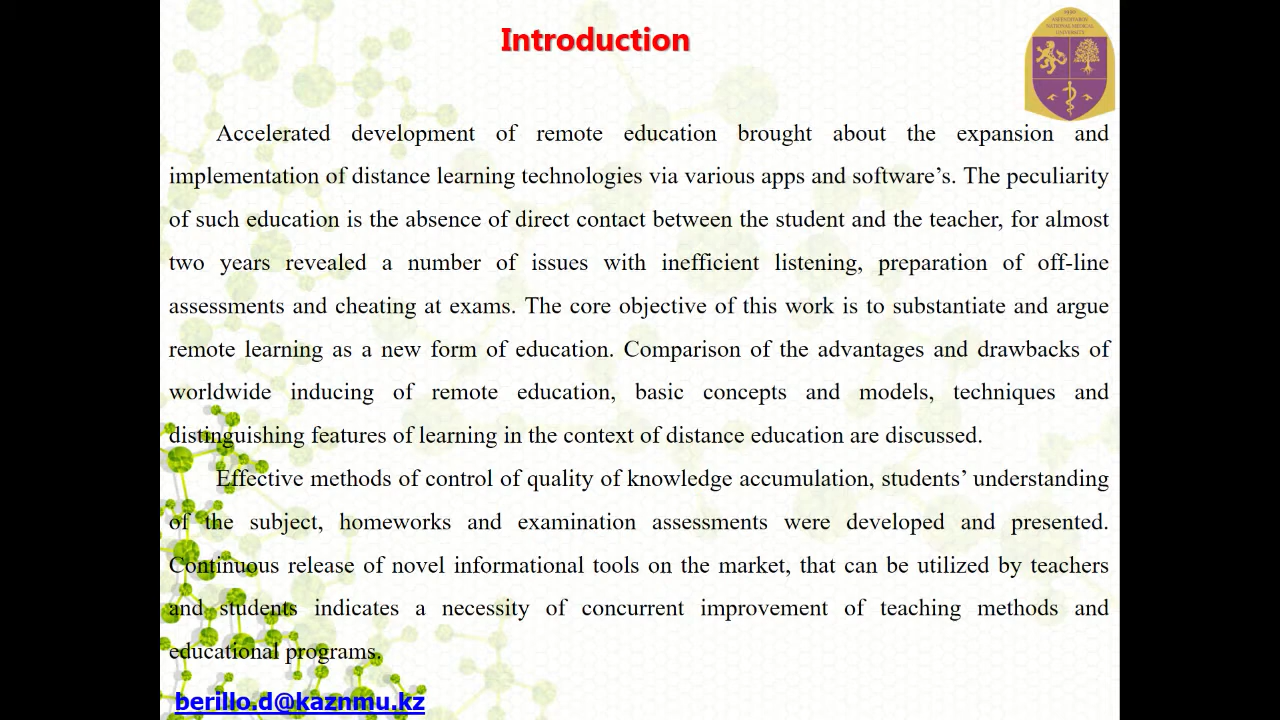 Introduction
1930
ASFENDIYAROV
NATIONAL MEDICAL
UNIVERSITY
Accelerated development of remote education brought about the expansion and
implementation of distance learning technologies via various apps and software’s. The peculiarity
of such education is the absence of direct contact between the student and the teacher, for almost
two years revealed a number of issues with inefficient listening, preparation of off-line
assessments and cheating at exams. The core objective of this work is to substantiate and argue
remote learning as a new form of education. Comparison of the advantages and drawbacks of
worldwide inducing of remote education, basic concepts and models, techniques and
distinguishing features of learning in the context of distance education are discussed.
Effective methods of control of quality of knowledge accumulation, students’ understanding
of the subject, homeworks and examination assessments were developed and presented.
Continuous release of novel informational tools on the market, that can be utilized by teachers
and students indicates a necessity of concurrent improvement of teaching methods and
educational programs.
berillo.d@kaznmu.kz